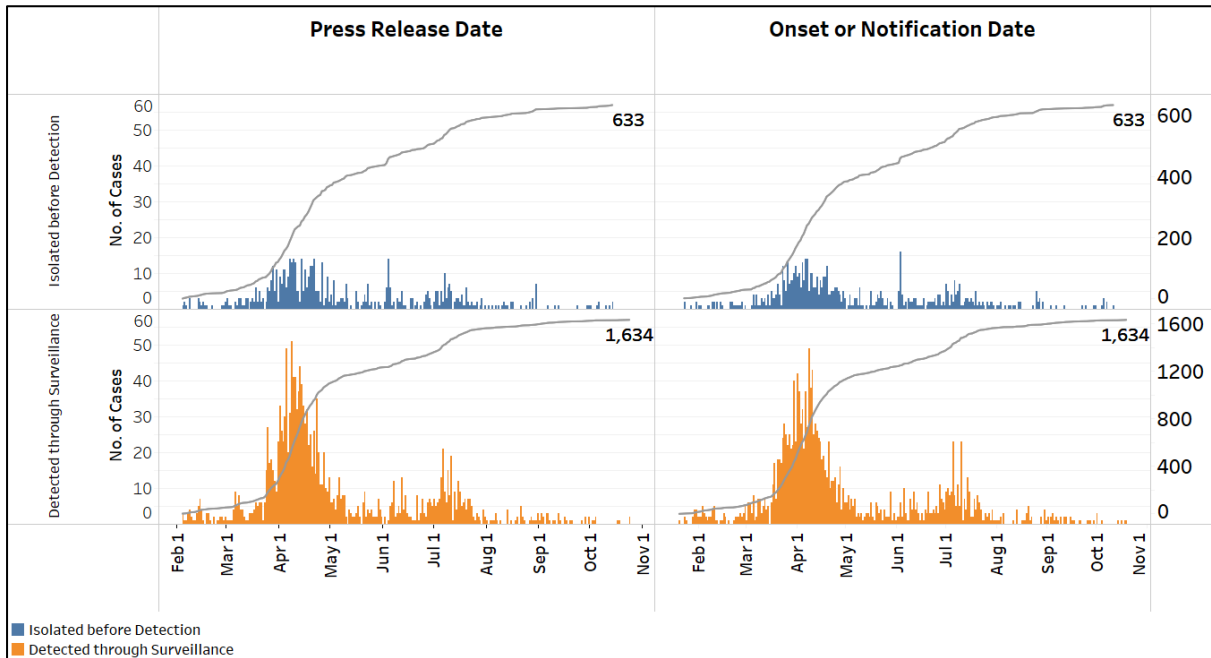 Press Release Date
Onset or Notification Date
Isolated before Detection
No. of Cases
60
50
40
30
20
10
0
633
633
600
400
200
0
Detected through Surveillance
No. of Cases
60
50
40
30
20
10
0
1,634
1,634
1600
1200
800
400
0
Feb 1
Mar 1
Apr 1
May 1
Jun 1
Jul 1
Aug 1
Sep 1
Oct 1
Nov 1
Feb 1
Mar 1
Apr 1
May 1
Jun 1
Jul 1
Aug 1
Sep 1
Oct 1
Nov 1
Isolated before Detection
Detected through Surveillance